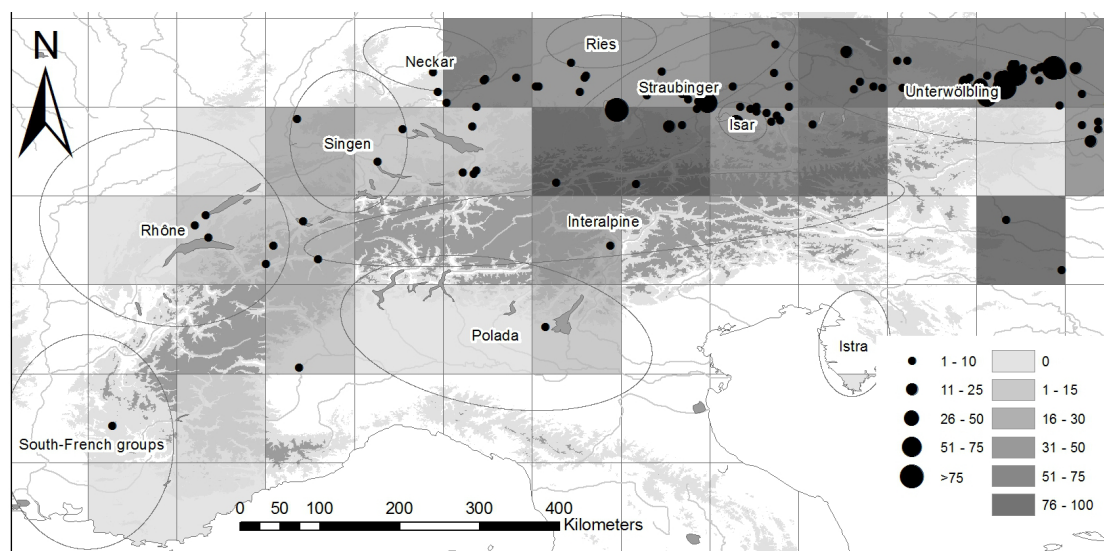 N
Ries
Neckar
Straubinger
Unterwölbling
Isar
Singen
Rhône
Interalpine
Polada
Istra
South-French groups
1 - 10
11 - 25
26 - 50
51 - 75
>75
0
1 - 15
16 - 30
31 - 50
51 - 75
76 - 100
0 50 100 200 300 400
Kilometers